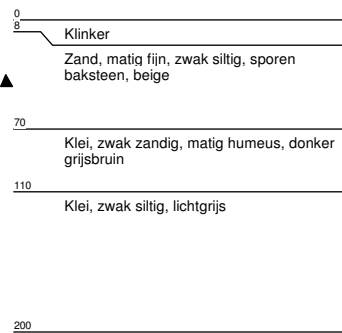 0
8
Klinker
Zand, matig fijn, zwak siltig, sporen
baksteen, beige
70
Klei, zwak zandig, matig humeus, donker
grijsbruin
110
Klei, zwak siltig, lichtgrijs
200